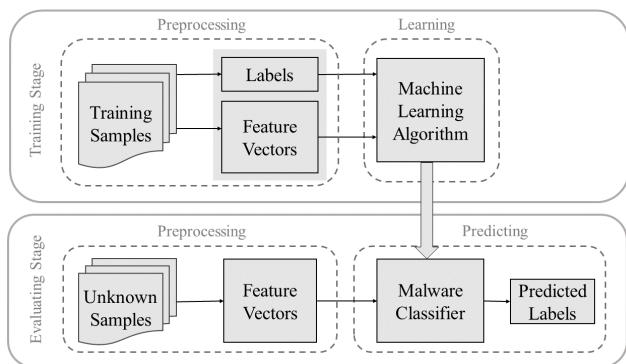 Training Stage
Preprocessing
Learning
Training
Samples
Labels
Feature
Vectors
Machine
Learning
Algorithm
Evaluating Stage
Preprocessing
Predicting
Unknown
Samples
Feature
Vectors
Malware
Classifier
Predicted
Labels